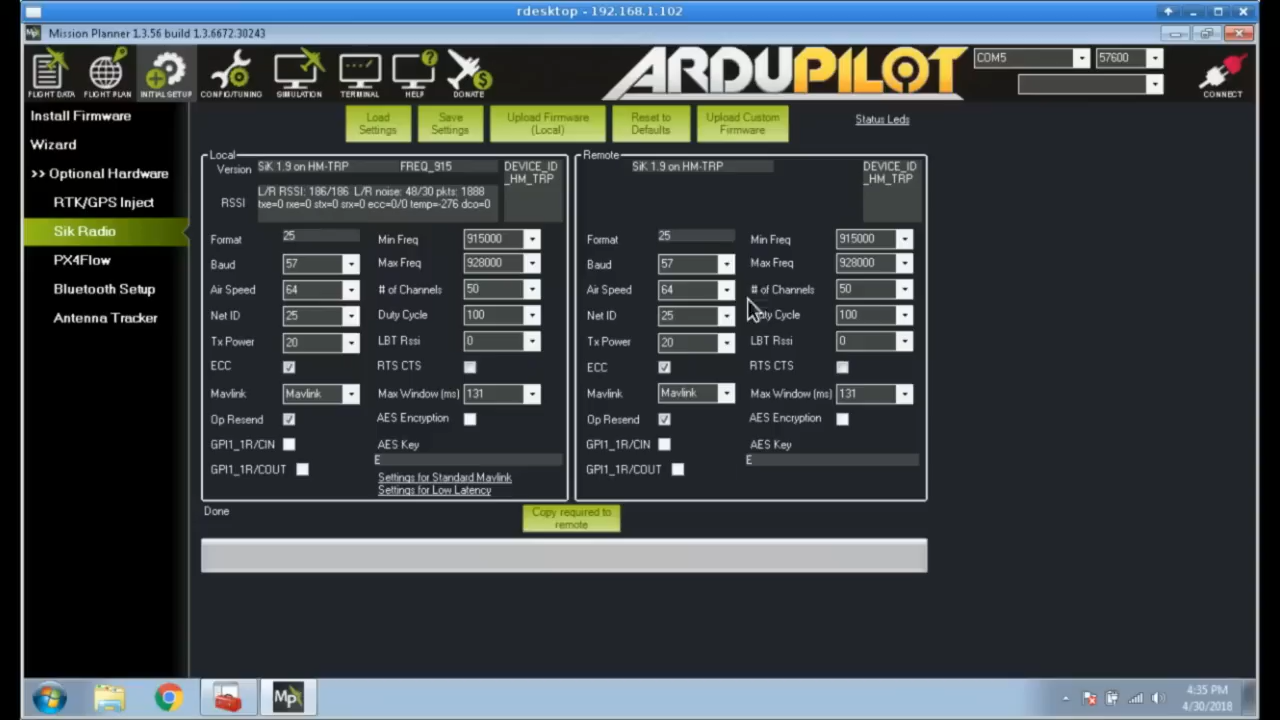 rdesktop - 192.168.1.102
Mission Planner 1.3.56 build 1.3.6672.30243
FLIGHT DATA FLIGHT PLAN INITIAL SETUP CONFIG/TUNING SIMULATION TERMINAL HELP DONATE
ARDUPILOT
COM5 57600
CONNECT
Install Firmware
Wizard
>> Optional Hardware
RTK/GPS Inject
Sik Radio
PX4Flow
Bluetooth Setup
Antenna Tracker
Load Settings
Save Settings
Upload Firmware (Local)
Reset to Defaults
Upload Custom Firmware
Status Leds
Local
Version SiK 1.9 on HM-TRP FREQ_915 DEVICE_ID_HM_TRP
RSSI L/R RSSI: 186/186 L/R noise: 48/30 pkts: 1888
txe=0 rxe=0 stx=0 srx=0 ecc=0/0 temp=-276 dco=0
Format 25 Min Freq 915000
Baud 57 Max Freq 928000
Air Speed 64 # of Channels 50
Net ID 25 Duty Cycle 100
Tx Power 20 LBT Rssi 0
ECC RTS CTS
Mavlink Mavlink Max Window (ms) 131
Op Resend AES Encryption
GPI1_1R/CIN AES Key
E
GPI1_1R/COUT Settings for Standard Mavlink
Settings for Low Latency
Remote
SiK 1.9 on HM-TRP DEVICE_ID_HM_TRP
Format 25 Min Freq 915000
Baud 57 Max Freq 928000
Air Speed 64 # of Channels 50
Net ID 25 Duty Cycle 100
Tx Power 20 LBT Rssi 0
ECC RTS CTS
Mavlink Mavlink Max Window (ms) 131
Op Resend AES Encryption
GPI1_1R/CIN AES Key
E
GPI1_1R/COUT
Done
Copy required to remote
Mp
4:35 PM
4/30/2018